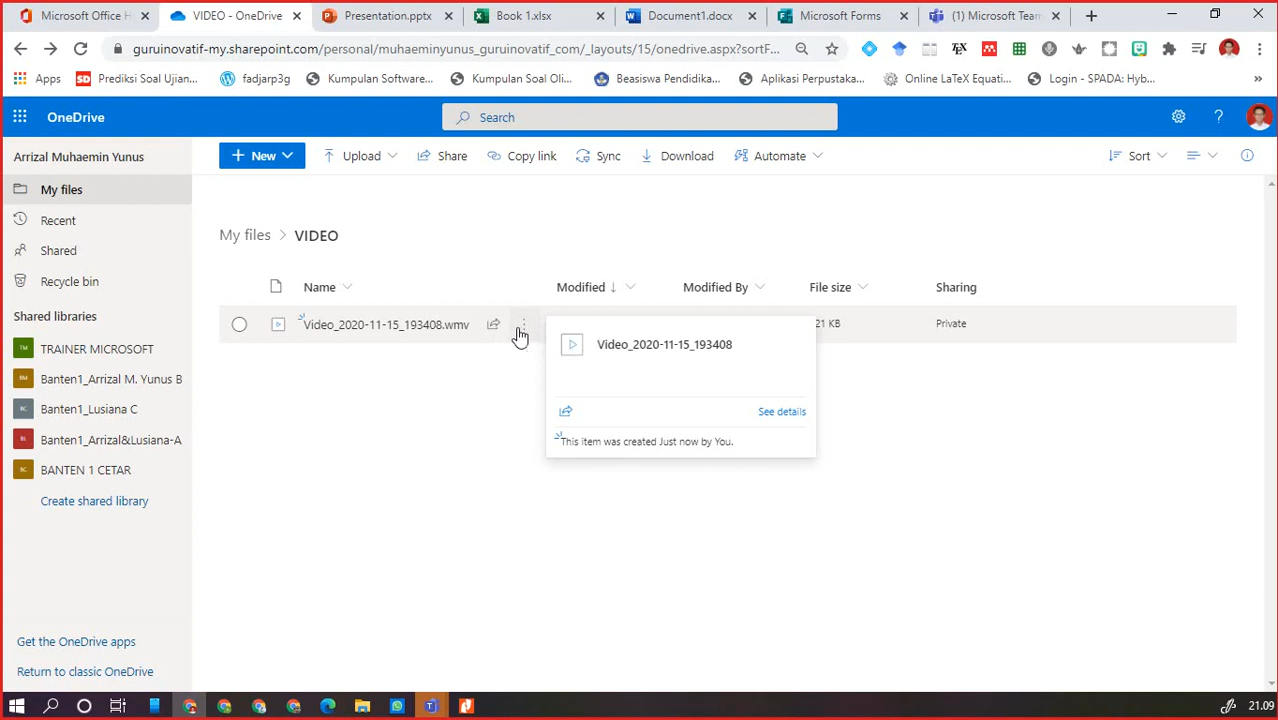 Microsoft Office H
VIDEO - OneDrive
Presentation.pptx
Book 1.xlsx
Document1.docx
Microsoft Forms
(1) Microsoft Team
guruinovatif-my.sharepoint.com/personal/muhaeminyunus_guruinovatif_com/_layouts/15/onedrive.aspx?sortF...
Apps
Prediksi Soal Ujian...
fadjarp3g
Kumpulan Software...
Kumpulan Soal Oli...
Beasiswa Pendidika...
Aplikasi Perpustaka...
Online LaTeX Equati...
Login - SPADA: Hyb...
OneDrive
Search
Arrizal Muhaemin Yunus
New
Upload
Share
Copy link
Sync
Download
Automate
Sort
My files
Recent
Shared
Recycle bin
Shared libraries
TRAINER MICROSOFT
Banten1_Arrizal M. Yunus B
Banten1_Lusiana C
Banten1_Arrizal&Lusiana-A
BANTEN 1 CETAR
Create shared library
Get the OneDrive apps
Return to classic OneDrive
My files > VIDEO
Name
Modified
Modified By
File size
Sharing
Video_2020-11-15_193408.wmv
21 KB
Private
Video_2020-11-15_193408
See details
This item was created Just now by You.
21.09